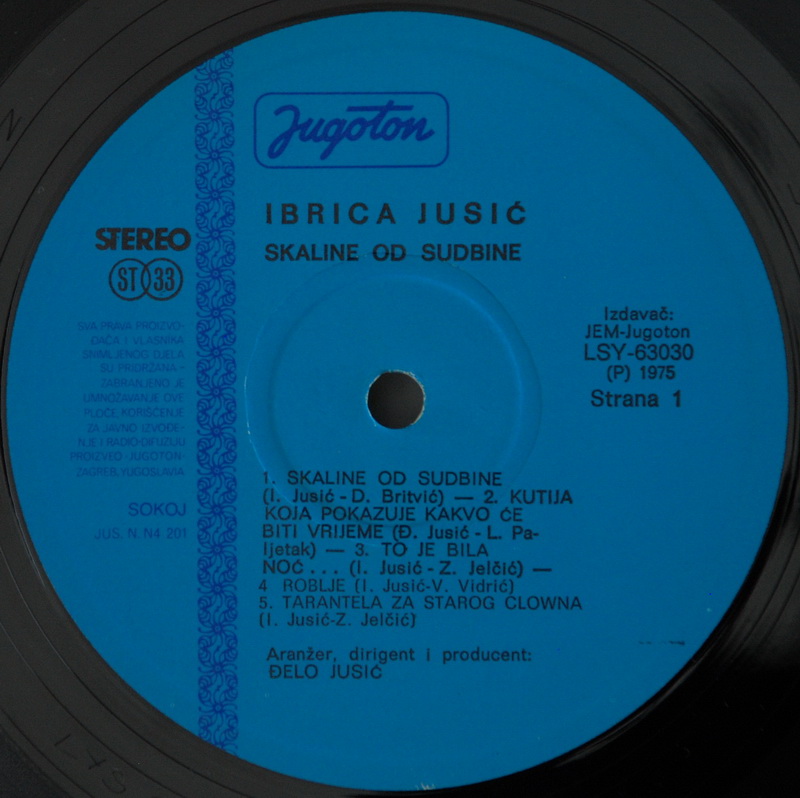 Jugoton
IBRICA JUSIĆ
SKALINE OD SUDBINE
STEREO
ST 33
SVA PRAVA PROIZVO-
ĐAČA I VLASNIKA
SNIMLJENOG DJELA
SU PRIDRŽANA -
ZABRANJENO JE
UMNOŽAVANJE OVE
PLOČE, KORIŠĆENJE
ZA JAVNO IZVOĐE-
NJE I RADIO-DIFUZIJU
PROIZVEO - JUGOTON -
ZAGREB, YUGOSLAVIA
SOKOJ
JUS. N. N4 201
Izdavač:
JEM-Jugoton
LSY-63030
(P) 1975
Strana 1
1. SKALINE OD SUDBINE
(I. Jusić - D. Britvić) — 2. KUTIJA
KOJA POKAZUJE KAKVO ĆE
BITI VRIJEME (Đ. Jusić - L. Pa-
ljetak) — 3. TO JE BILA
NOĆ . . . (I. Jusić - Z. Jelčić) —
4 ROBLJE (I. Jusić-V. Vidrić)
5. TARANTELA ZA STAROG CLOWNA
(I. Jusić-Z. Jelčić)
Aranžer, dirigent i producent:
ĐELO JUSIĆ